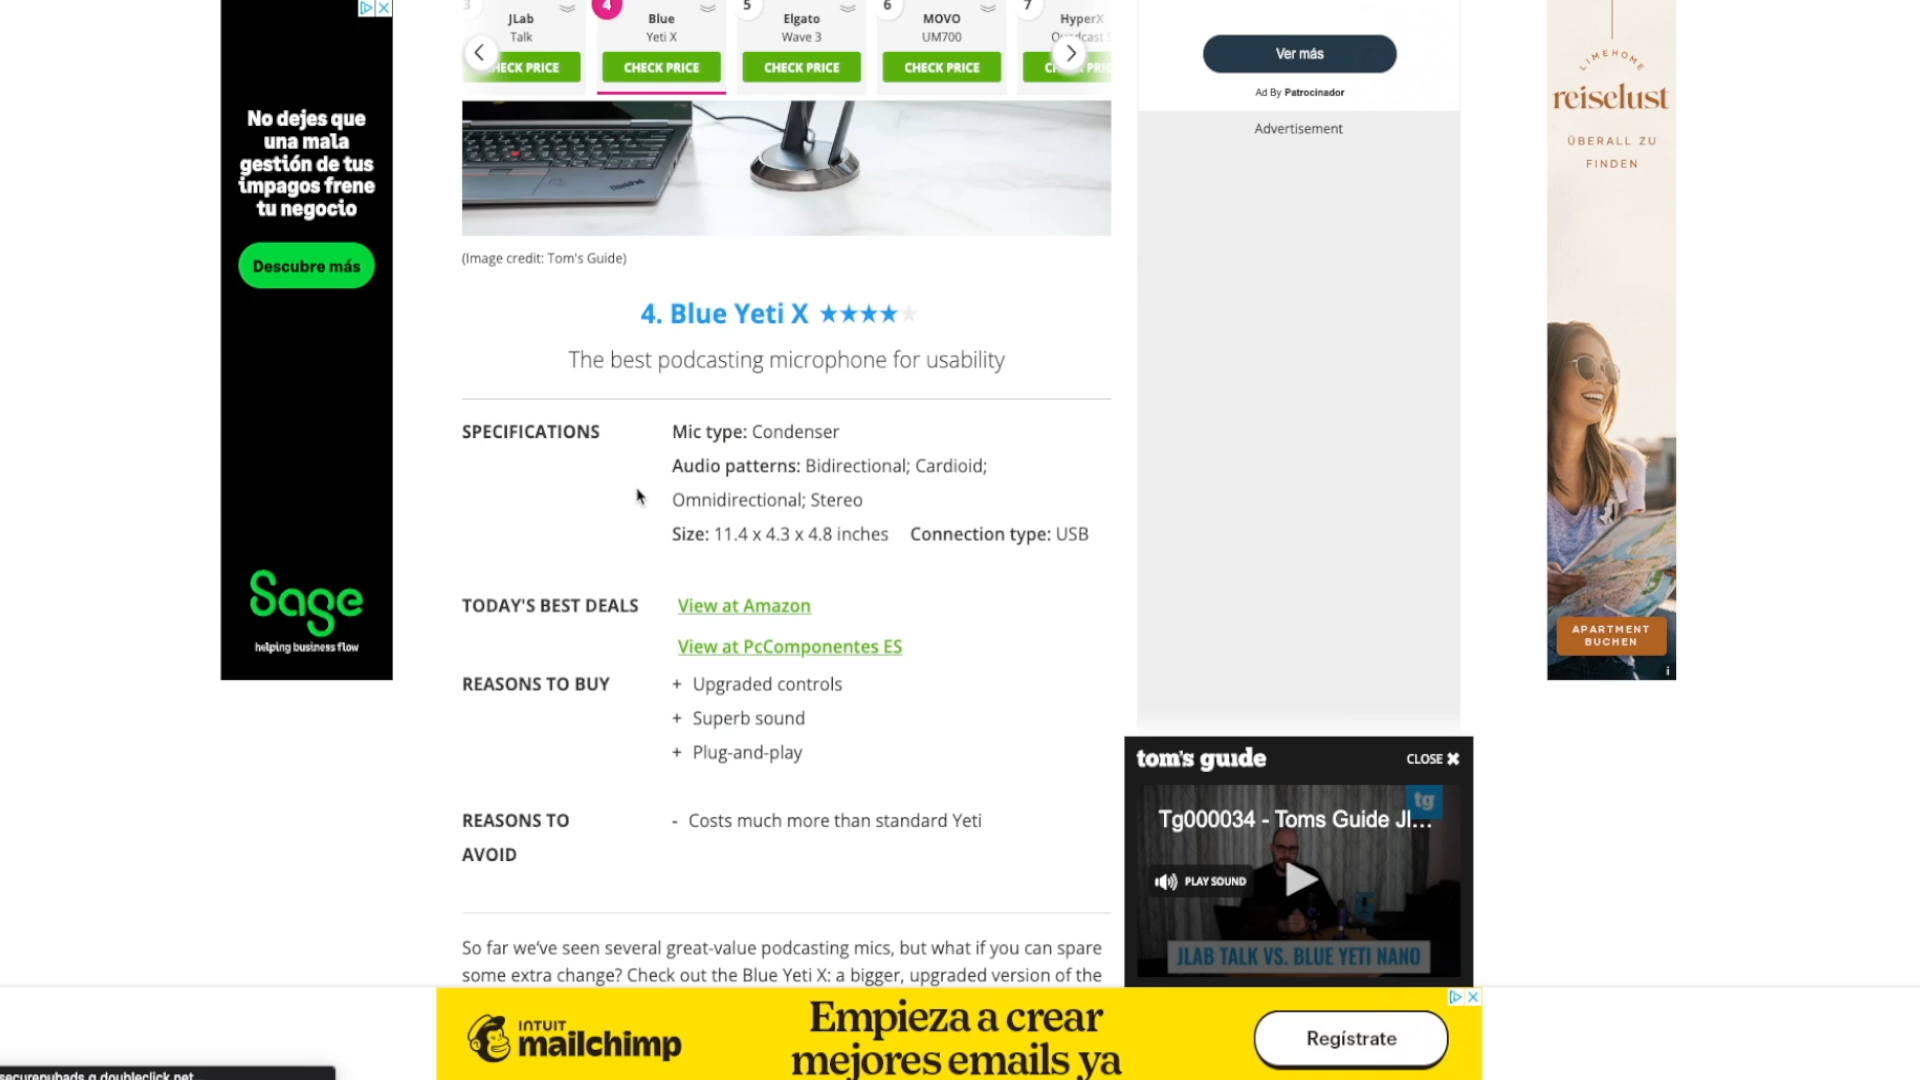 3
JLab
Talk
CHECK PRICE
4
Blue
Yeti X
CHECK PRICE
5
Elgato
Wave 3
CHECK PRICE
6
MOVO
UM700
CHECK PRICE
7
HyperX
Ver más
Ad By Patrocinador
Advertisement
No dejes que
una mala
gestión de tus
impagos frene
tu negocio
Descubre más
Sage
helping business flow
ThinkPad
(Image credit: Tom's Guide)
4. Blue Yeti X
The best podcasting microphone for usability
SPECIFICATIONS
Mic type: Condenser
Audio patterns: Bidirectional; Cardioid;
Omnidirectional; Stereo
Size: 11.4 x 4.3 x 4.8 inches Connection type: USB
TODAY'S BEST DEALS
View at Amazon
View at PcComponentes ES
REASONS TO BUY
+ Upgraded controls
+ Superb sound
+ Plug-and-play
REASONS TO
AVOID
- Costs much more than standard Yeti
So far we've seen several great-value podcasting mics, but what if you can spare
some extra change? Check out the Blue Yeti X: a bigger, upgraded version of the
LIMEHOME
reiselust
ÜBERALL ZU
FINDEN
APARTMENT
BUCHEN
tom's guide
CLOSE
Tg000034 - Toms Guide Jl...
tg
PLAY SOUND
JLAB TALK VS. BLUE YETI NANO
INTUIT
mailchimp
Empieza a crear
mejores emails ya
Regístrate
securepubads.g.doubleclick.net...